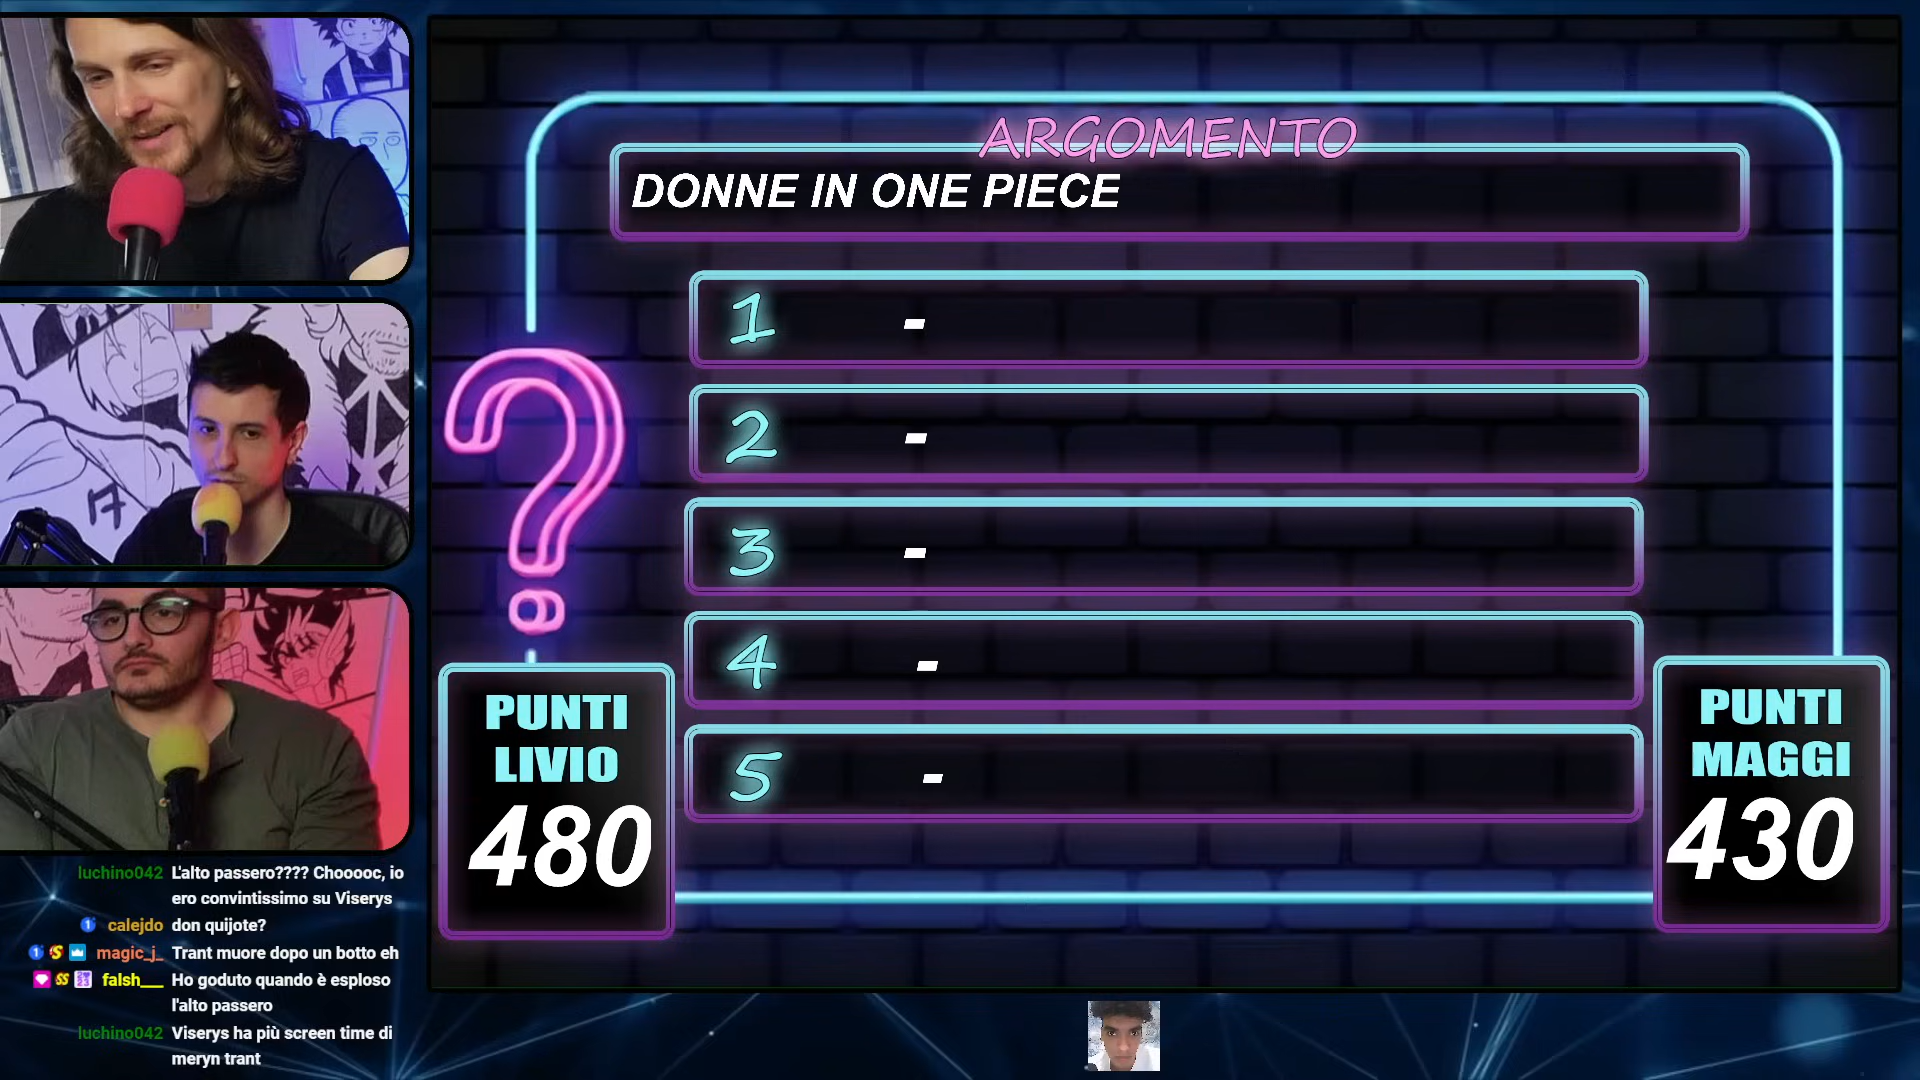 ARGOMENTO
DONNE IN ONE PIECE
1 -
2 -
3 -
4 -
5 -
PUNTI
LIVIO
480
PUNTI
MAGGI
430
luchino042 L'alto passero???? Chooooc, io
ero convintissimo su Viserys
calejdo don quijote?
magic_j_ Trant muore dopo un botto eh
falsh___ Ho goduto quando è esploso
l'alto passero
luchino042 Viserys ha più screen time di
meryn trant